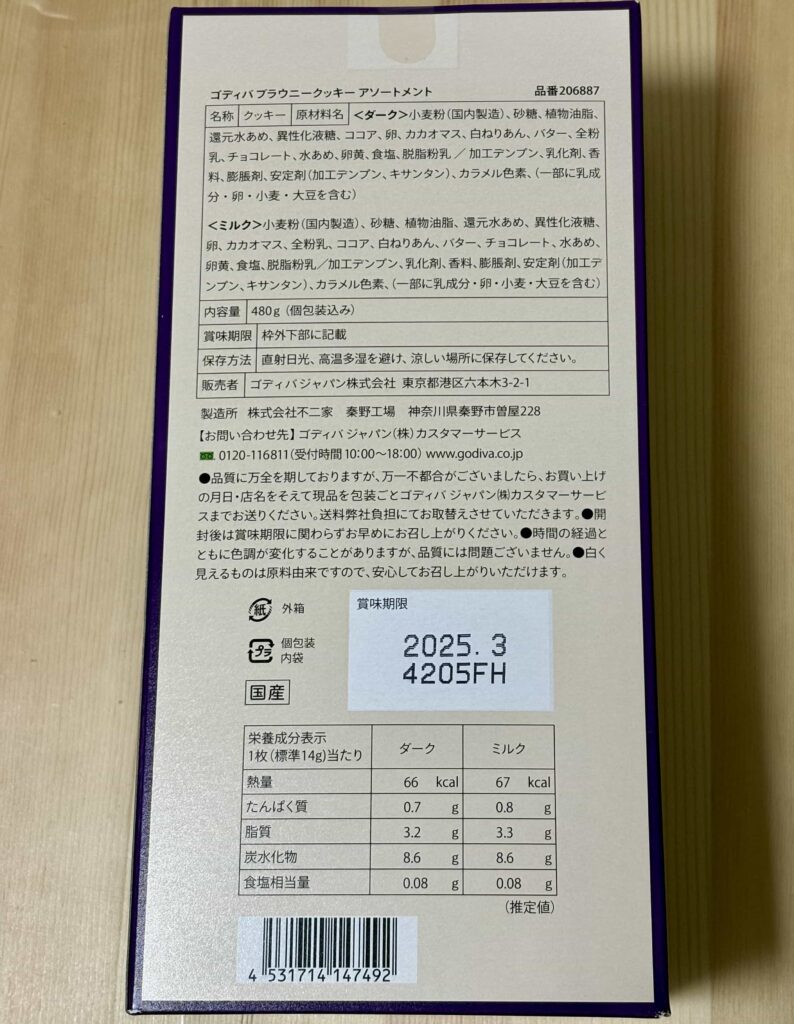 ゴディバ ブラウニークッキー アソートメント 品番206887
名称 クッキー 原材料名 <ダーク>小麦粉(国内製造)、砂糖、植物油脂、
還元水あめ、異性化液糖、ココア、卵、カカオマス、白ねりあん、バター、全粉
乳、チョコレート、水あめ、卵黄、食塩、脱脂粉乳／加工デンプン、乳化剤、香
料、膨脹剤、安定剤(加工デンプン、キサンタン)、カラメル色素、(一部に乳成
分・卵・小麦・大豆を含む)
<ミルク>小麦粉(国内製造)、砂糖、植物油脂、還元水あめ、異性化液糖、
卵、カカオマス、全粉乳、ココア、白ねりあん、バター、チョコレート、水あめ、
卵黄、食塩、脱脂粉乳／加工デンプン、乳化剤、香料、膨脹剤、安定剤(加工デ
ンプン、キサンタン)、カラメル色素、(一部に乳成分・卵・小麦・大豆を含む)
内容量 480g (個包装込み)
賞味期限 枠外下部に記載
保存方法 直射日光、高温多湿を避け、涼しい場所に保存してください。
販売者 ゴディバ ジャパン株式会社 東京都港区六本木3-2-1
製造所 株式会社不二家 秦野工場 神奈川県秦野市曽屋228
【お問い合わせ先】ゴディバ ジャパン(株)カスタマーサービス
0120-116811(受付時間 10:00〜18:00) www.godiva.co.jp
●品質に万全を期しておりますが、万一不都合がございましたら、お買い上げ
の月日・店名をそえて現品を包装ごとゴディバ ジャパン㈱カスタマーサービ
スまでお送りください。送料弊社負担にてお取替えさせていただきます。●開
封後は賞味期限に関わらずお早めにお召し上がりください。●時間の経過と
ともに色調が変化することがありますが、品質には問題ございません。●白く
見えるものは原料由来ですので、安心してお召し上がりいただけます。
紙 外箱
プラ 個包装
内袋
国産
賞味期限
2025. 3
4205FH
栄養成分表示
1枚(標準14g)当たり ダーク ミルク
熱量 66 kcal 67 kcal
たんぱく質 0.7 g 0.8 g
脂質 3.2 g 3.3 g
炭水化物 8.6 g 8.6 g
食塩相当量 0.08 g 0.08 g
(推定値)
4 531714 147492